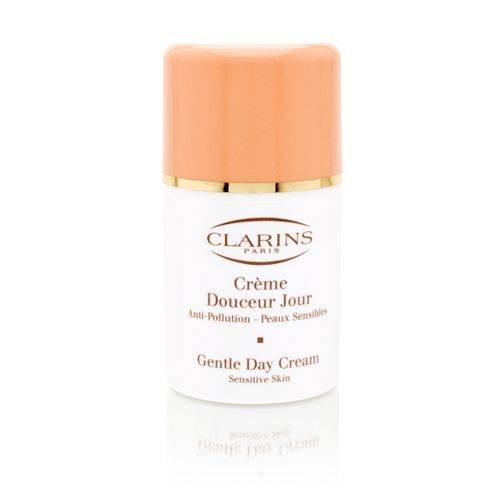 CLARINS
PARIS
Crème
Douceur Jour
Anti-Pollution - Peaux Sensibles
Gentle Day Cream
Sensitive Skin